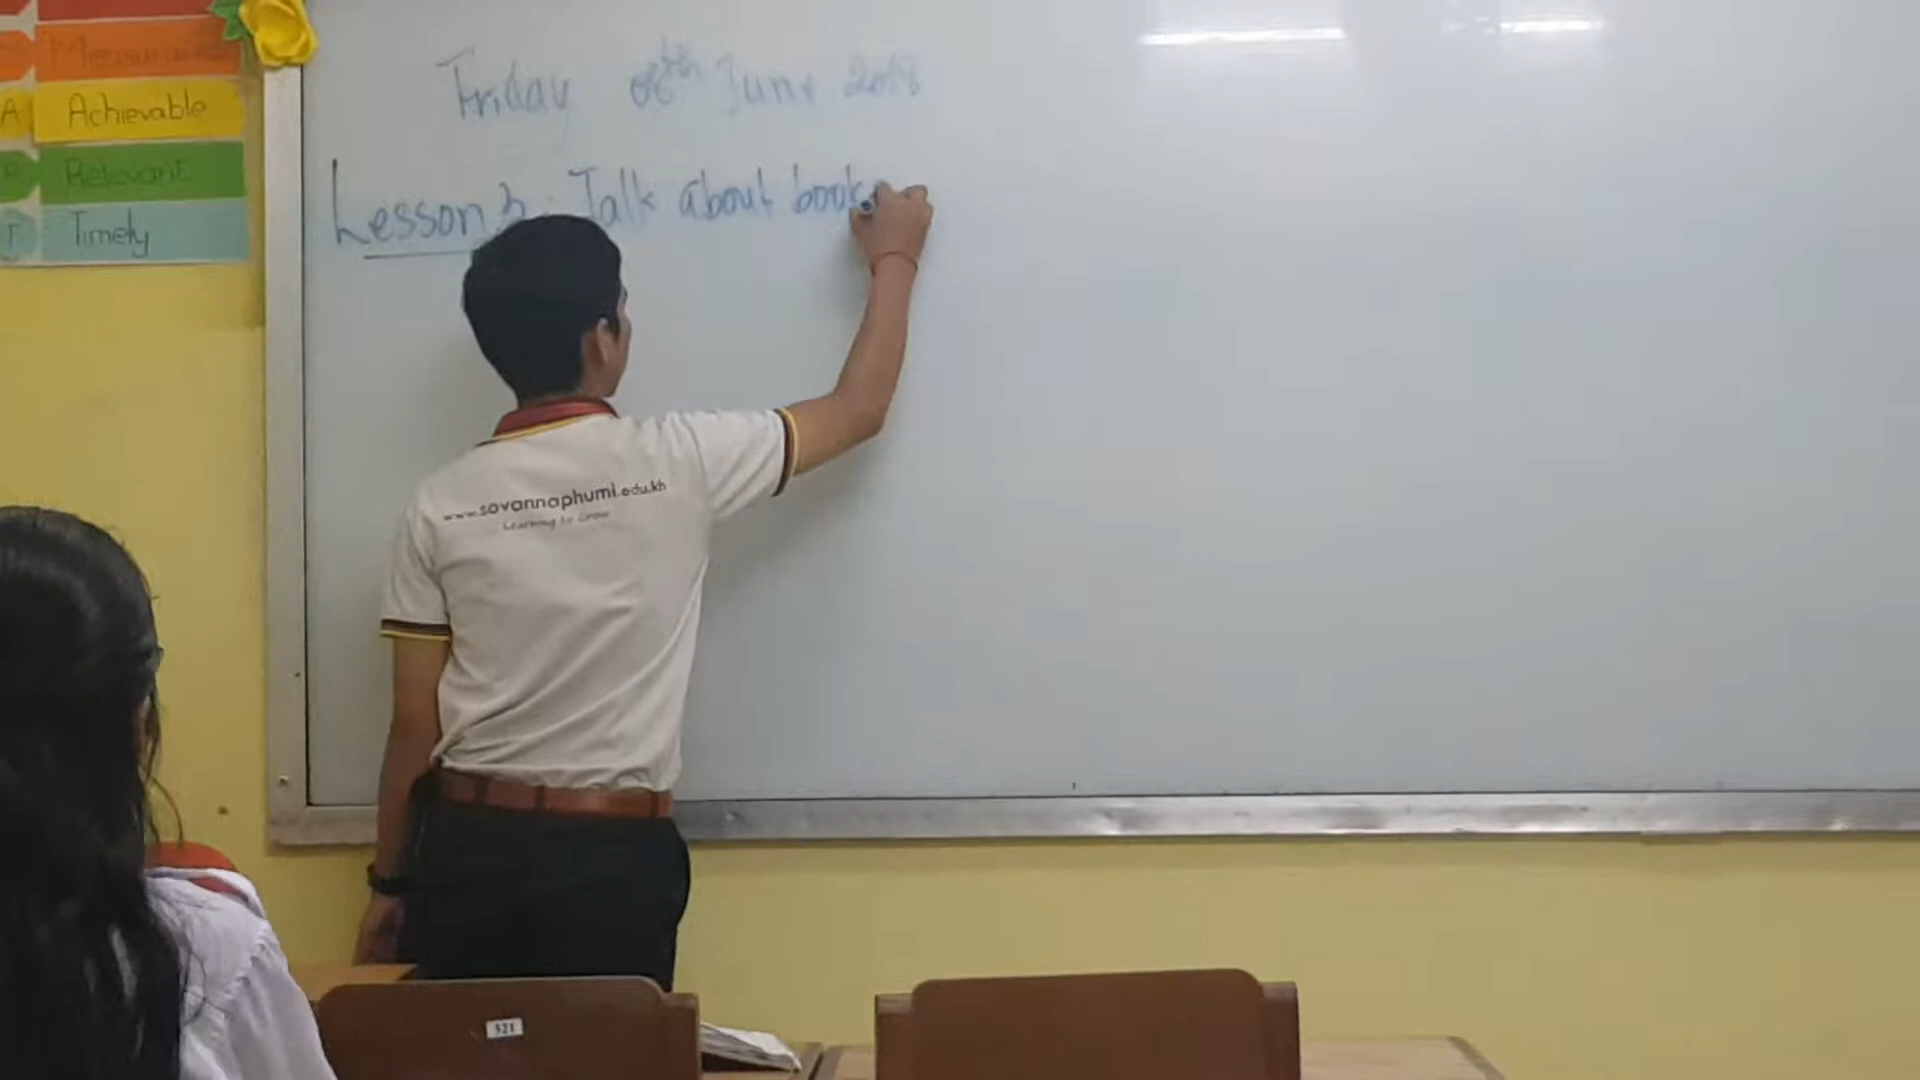 Measurable
A Achievable
R Relevant
T Timely
Friday 08th June 2018
Lesson 3: Talk about books
www.sovannaphumi.edu.kh
Learning to Grow
521